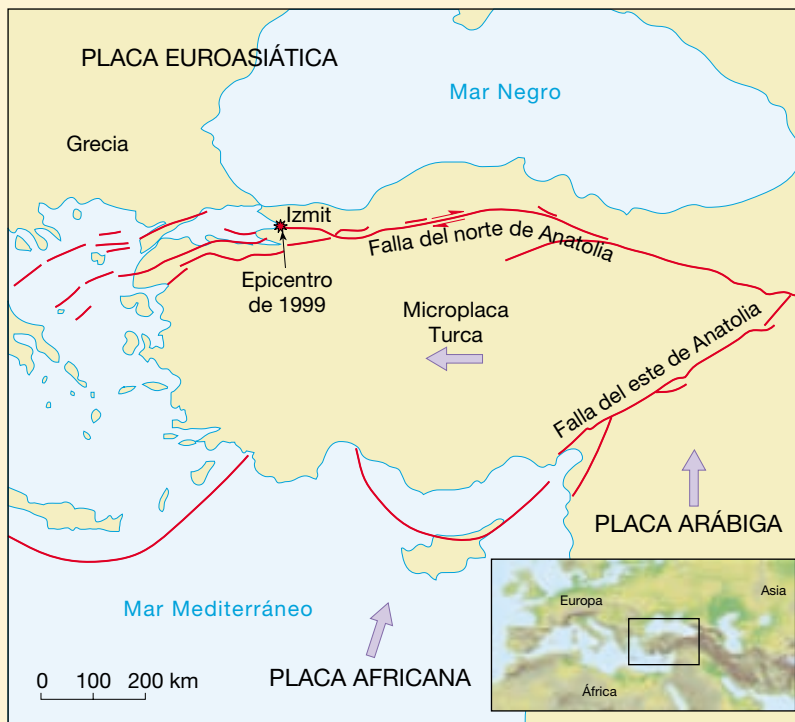 PLACA EUROASIÁTICA
Mar Negro
Grecia
Izmit
Falla del norte de Anatolia
Epicentro
de 1999
Microplaca
Turca
Falla del este de Anatolia
PLACA ARÁBIGA
Mar Mediterráneo
PLACA AFRICANA
0 100 200 km
Europa
Asia
África